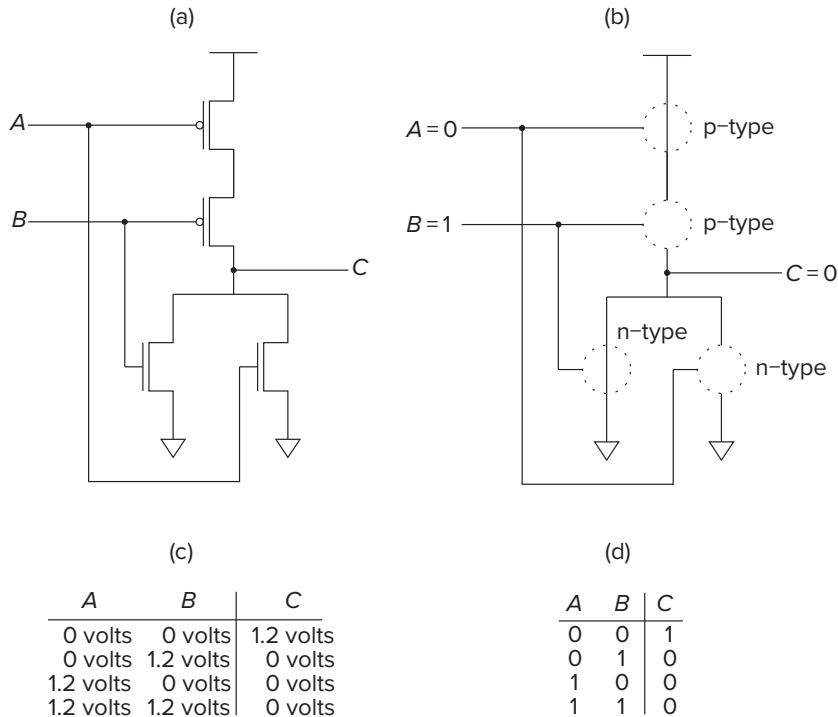 (a)
A
B
C
(b)
A = 0
p–type
B = 1
p–type
C = 0
n–type
n–type
(c)
A B C
0 volts 0 volts 1.2 volts
0 volts 1.2 volts 0 volts
1.2 volts 0 volts 0 volts
1.2 volts 1.2 volts 0 volts
(d)
A B C
0 0 1
0 1 0
1 0 0
1 1 0